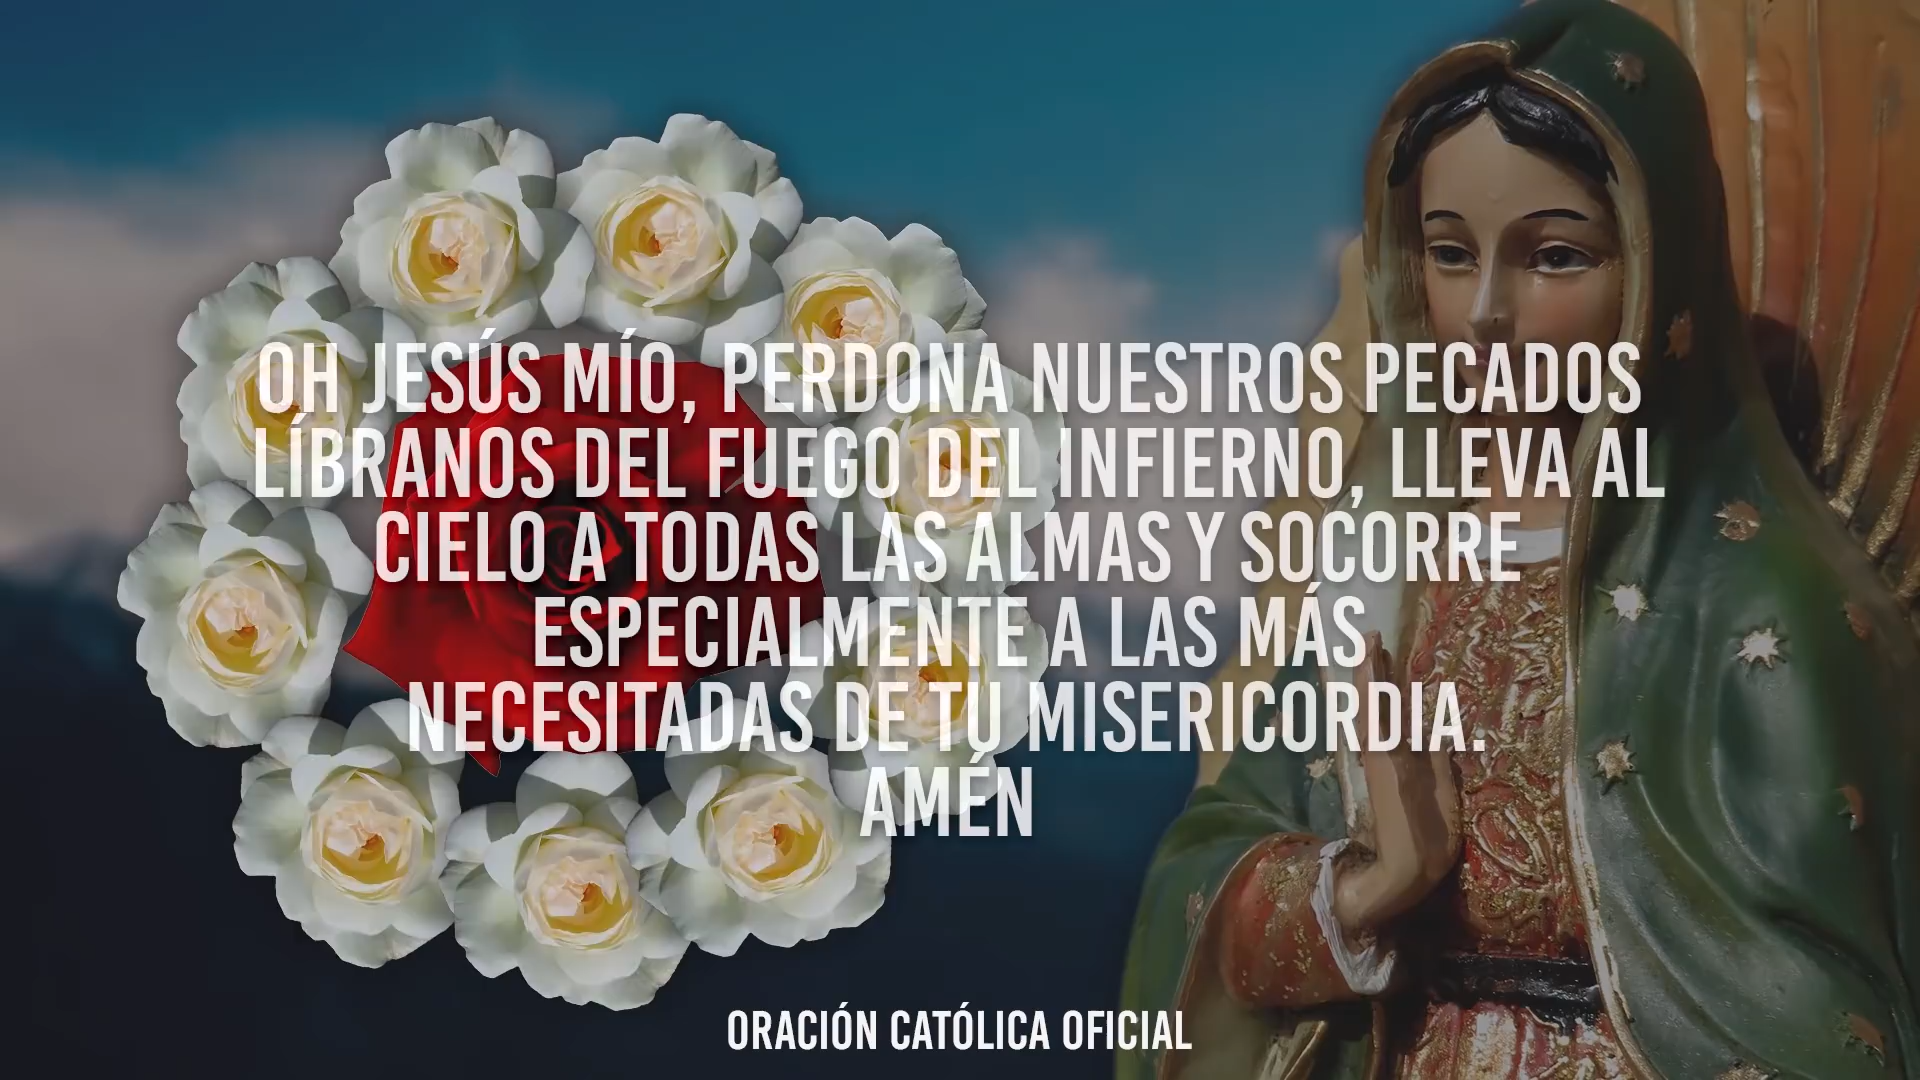 OH JESÚS MÍO, PERDONA NUESTROS PECADOS
LÍBRANOS DEL FUEGO DEL INFIERNO, LLEVA AL
CIELO A TODAS LAS ALMAS Y SOCORRE
ESPECIALMENTE A LAS MÁS
NECESITADAS DE TU MISERICORDIA.
AMÉN
ORACIÓN CATÓLICA OFICIAL